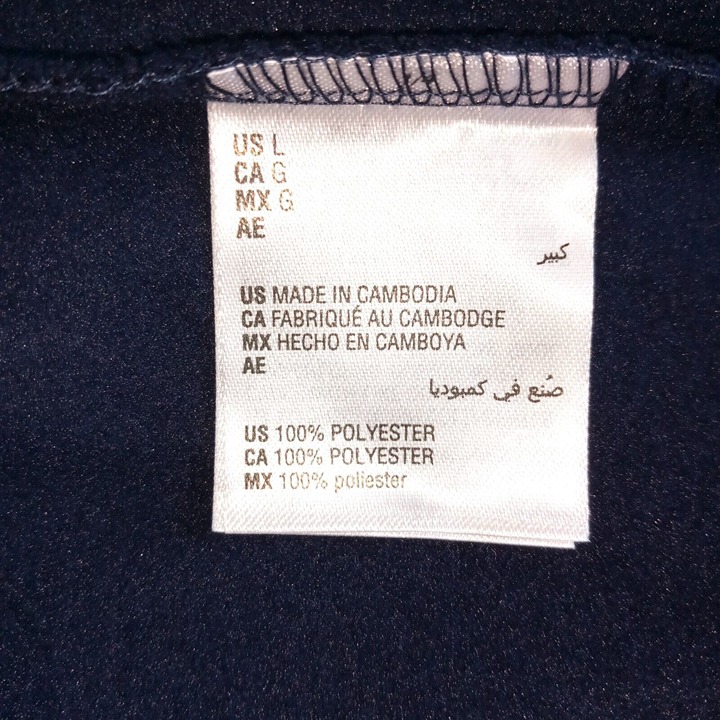 US L
CA G
MX G
AE
كبير
US MADE IN CAMBODIA
CA FABRIQUÉ AU CAMBODGE
MX HECHO EN CAMBOYA
AE
صُنع في كمبوديا
US 100% POLYESTER
CA 100% POLYESTER
MX 100% poliester